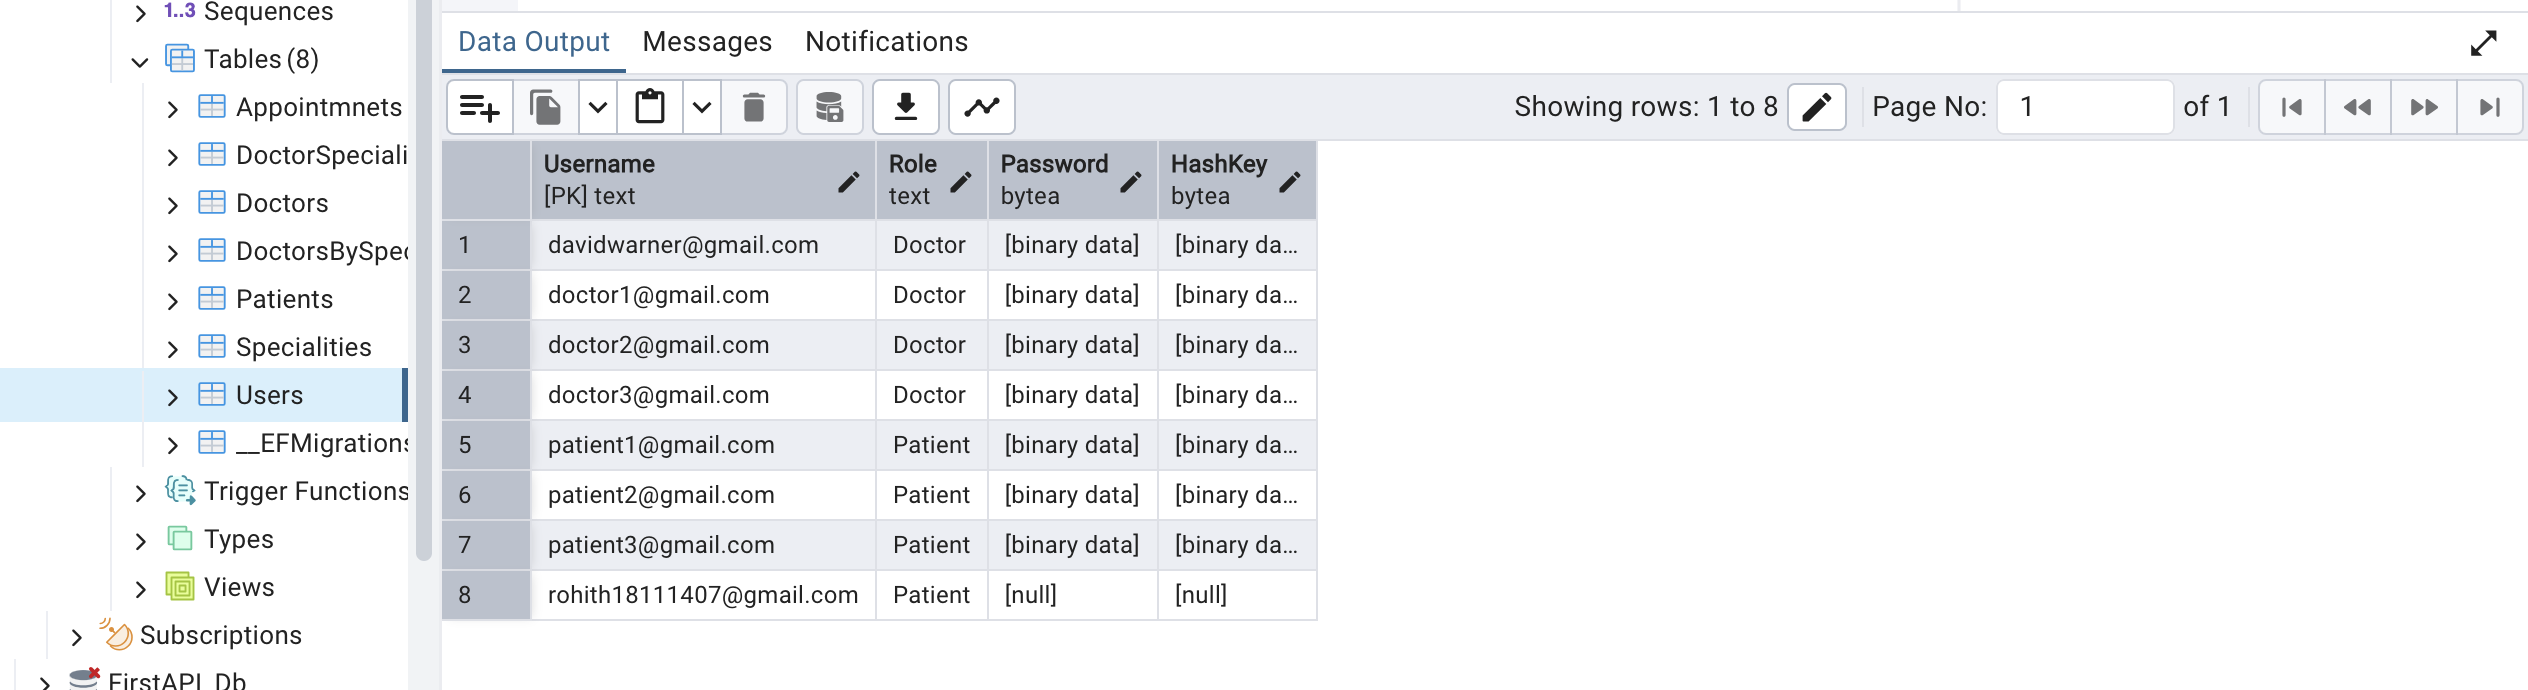 1..3 Sequences
Tables (8)
Appointmnets
DoctorSpeciali
Doctors
DoctorsBySpec
Patients
Specialities
Users
__EFMigrations
Trigger Functions
Types
Views
Subscriptions
FirstAPI_Db
Data Output Messages Notifications
Showing rows: 1 to 8 Page No: 1 of 1
Username Role Password HashKey
[PK] text text bytea bytea
1 davidwarner@gmail.com Doctor [binary data] [binary da...
2 doctor1@gmail.com Doctor [binary data] [binary da...
3 doctor2@gmail.com Doctor [binary data] [binary da...
4 doctor3@gmail.com Doctor [binary data] [binary da...
5 patient1@gmail.com Patient [binary data] [binary da...
6 patient2@gmail.com Patient [binary data] [binary da...
7 patient3@gmail.com Patient [binary data] [binary da...
8 rohith18111407@gmail.com Patient [null] [null]